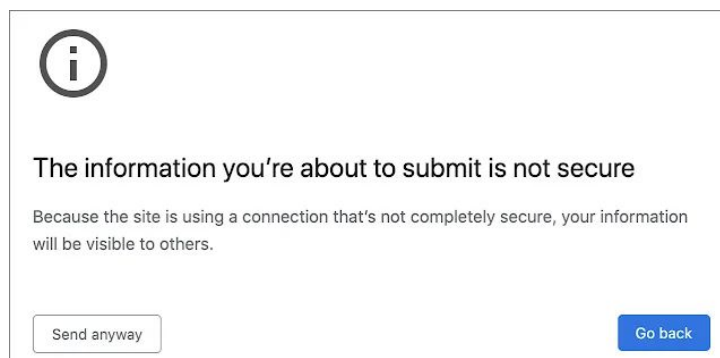 The information you’re about to submit is not secure
Because the site is using a connection that’s not completely secure, your information
will be visible to others.
Send anyway
Go back